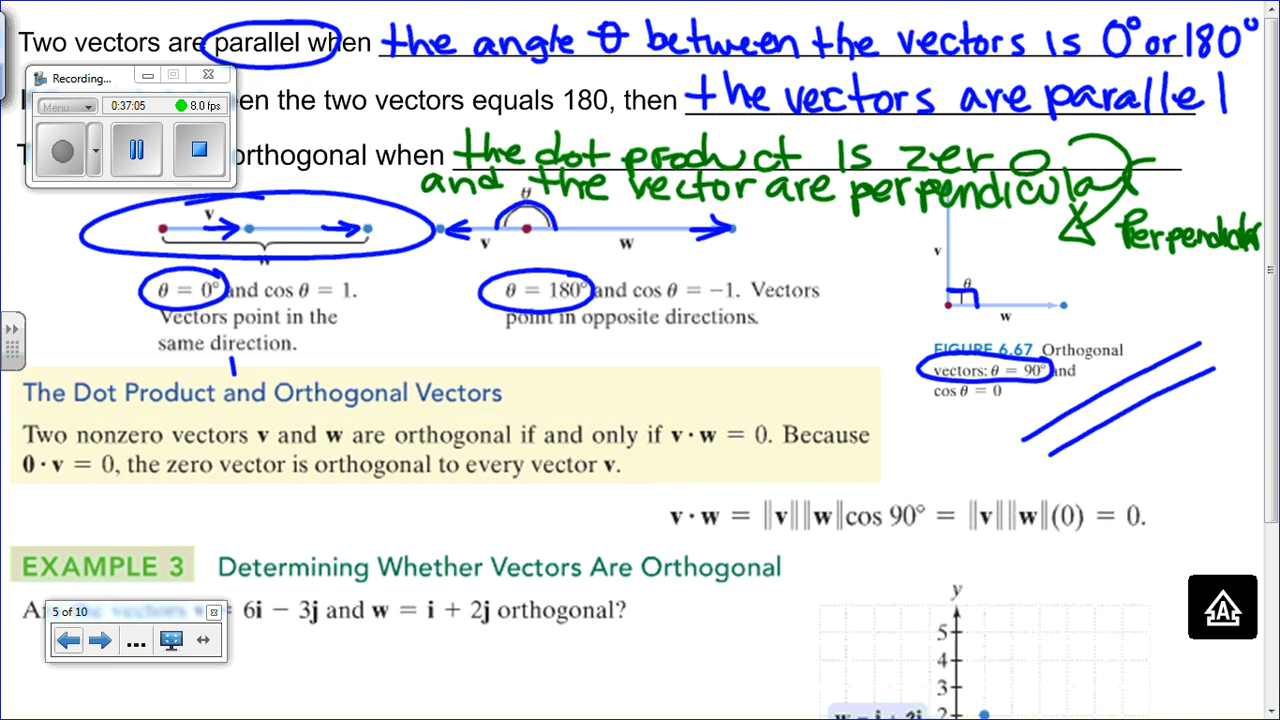 Two vectors are parallel when the angle θ between the vectors is 0° or 180°
Recording...
Menu 0:37:05 8.0 fps
en the two vectors equals 180, then the vectors are parallel
orthogonal when the dot product is zero
and the vector are perpendicular
Perpendicular
θ
v
v w
w
v
θ
w
θ = 0° and cos θ = 1.
Vectors point in the
same direction.
θ = 180° and cos θ = −1. Vectors
point in opposite directions.
FIGURE 6.67 Orthogonal
vectors: θ = 90° and
cos θ = 0
The Dot Product and Orthogonal Vectors
Two nonzero vectors v and w are orthogonal if and only if v · w = 0. Because
0 · v = 0, the zero vector is orthogonal to every vector v.
v · w = ‖v‖‖w‖cos 90° = ‖v‖‖w‖(0) = 0.
EXAMPLE 3 Determining Whether Vectors Are Orthogonal
= 6i − 3j and w = i + 2j orthogonal?
5 of 10
A
y
5
4
3
2
w = i + 2j